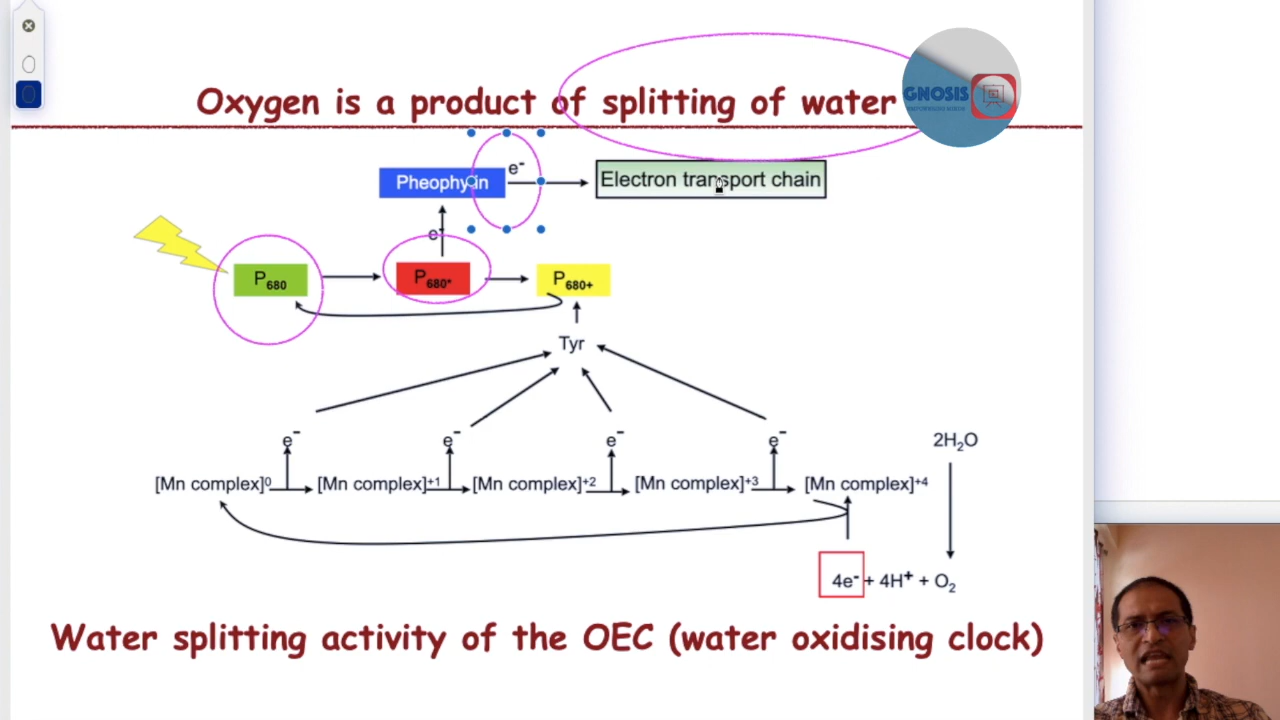 Oxygen is a product of splitting of water
GNOSIS
EMPOWERING MINDS
Pheophytin
e⁻
Electron transport chain
e⁻
P680
P680*
P680+
Tyr
e⁻ e⁻ e⁻ e⁻ 2H₂O
[Mn complex]⁰ [Mn complex]⁺¹ [Mn complex]⁺² [Mn complex]⁺³ [Mn complex]⁺⁴
4e⁻ + 4H⁺ + O₂
Water splitting activity of the OEC (water oxidising clock)